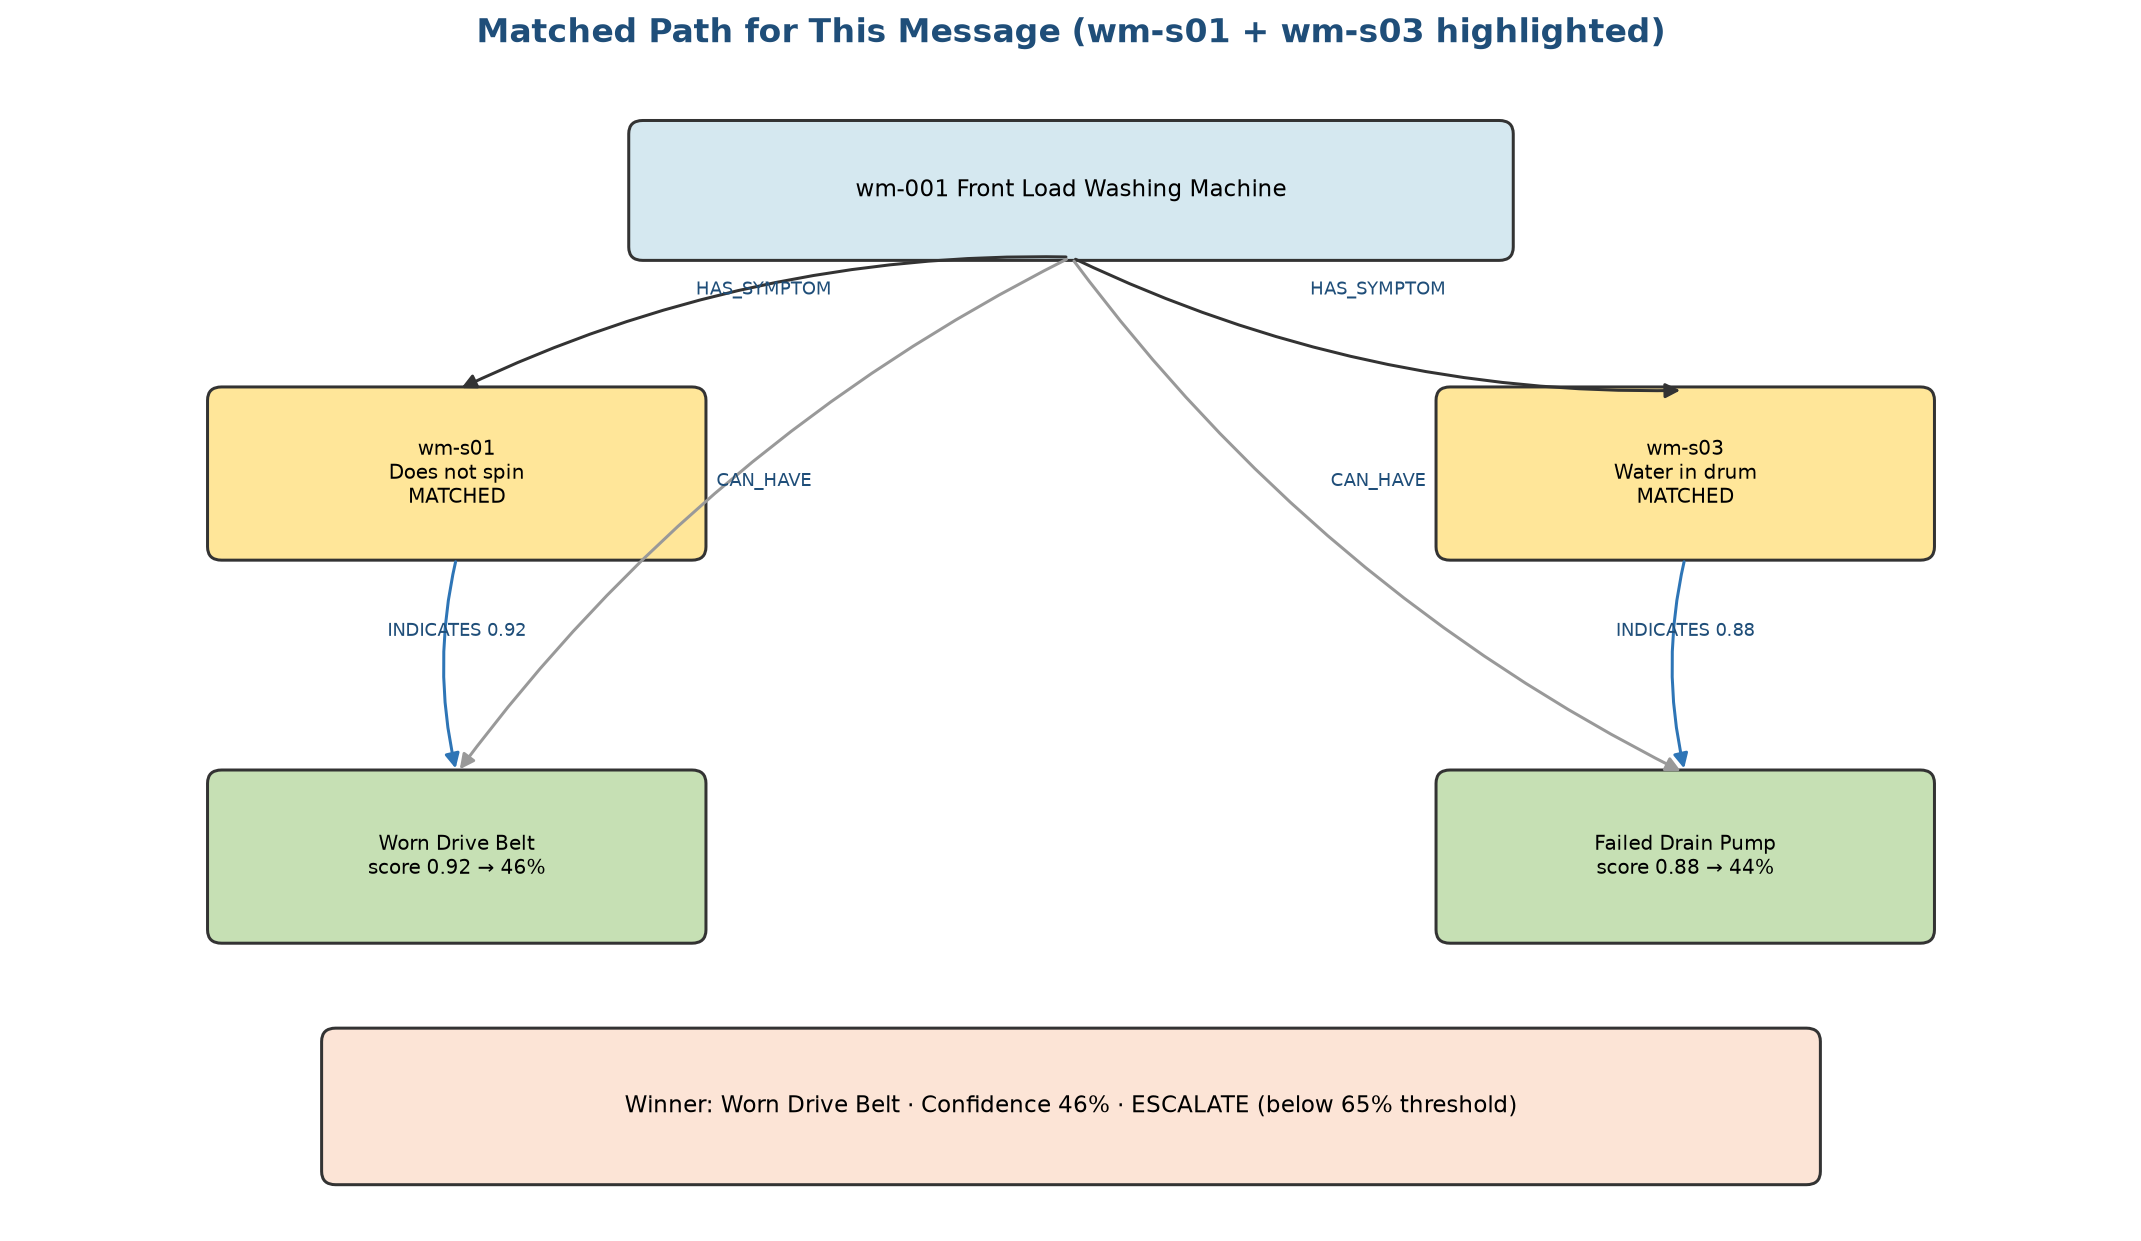 Matched Path for This Message (wm-s01 + wm-s03 highlighted)
wm-001 Front Load Washing Machine
HAS_SYMPTOM
HAS_SYMPTOM
wm-s01
Does not spin
MATCHED
CAN_HAVE
CAN_HAVE
wm-s03
Water in drum
MATCHED
INDICATES 0.92
INDICATES 0.88
Worn Drive Belt
score 0.92 → 46%
Failed Drain Pump
score 0.88 → 44%
Winner: Worn Drive Belt · Confidence 46% · ESCALATE (below 65% threshold)